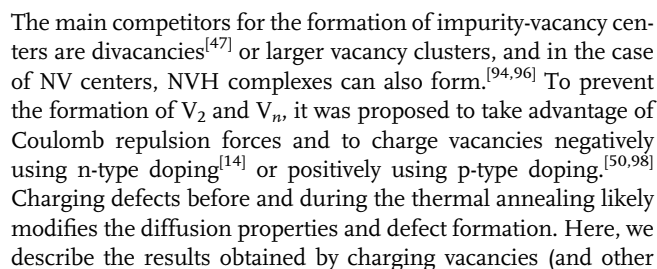 The main competitors for the formation of impurity-vacancy cen-
ters are divacancies[47] or larger vacancy clusters, and in the case
of NV centers, NVH complexes can also form.[94,96] To prevent
the formation of V2 and Vn, it was proposed to take advantage of
Coulomb repulsion forces and to charge vacancies negatively
using n-type doping[14] or positively using p-type doping.[50,98]
Charging defects before and during the thermal annealing likely
modifies the diffusion properties and defect formation. Here, we
describe the results obtained by charging vacancies (and other